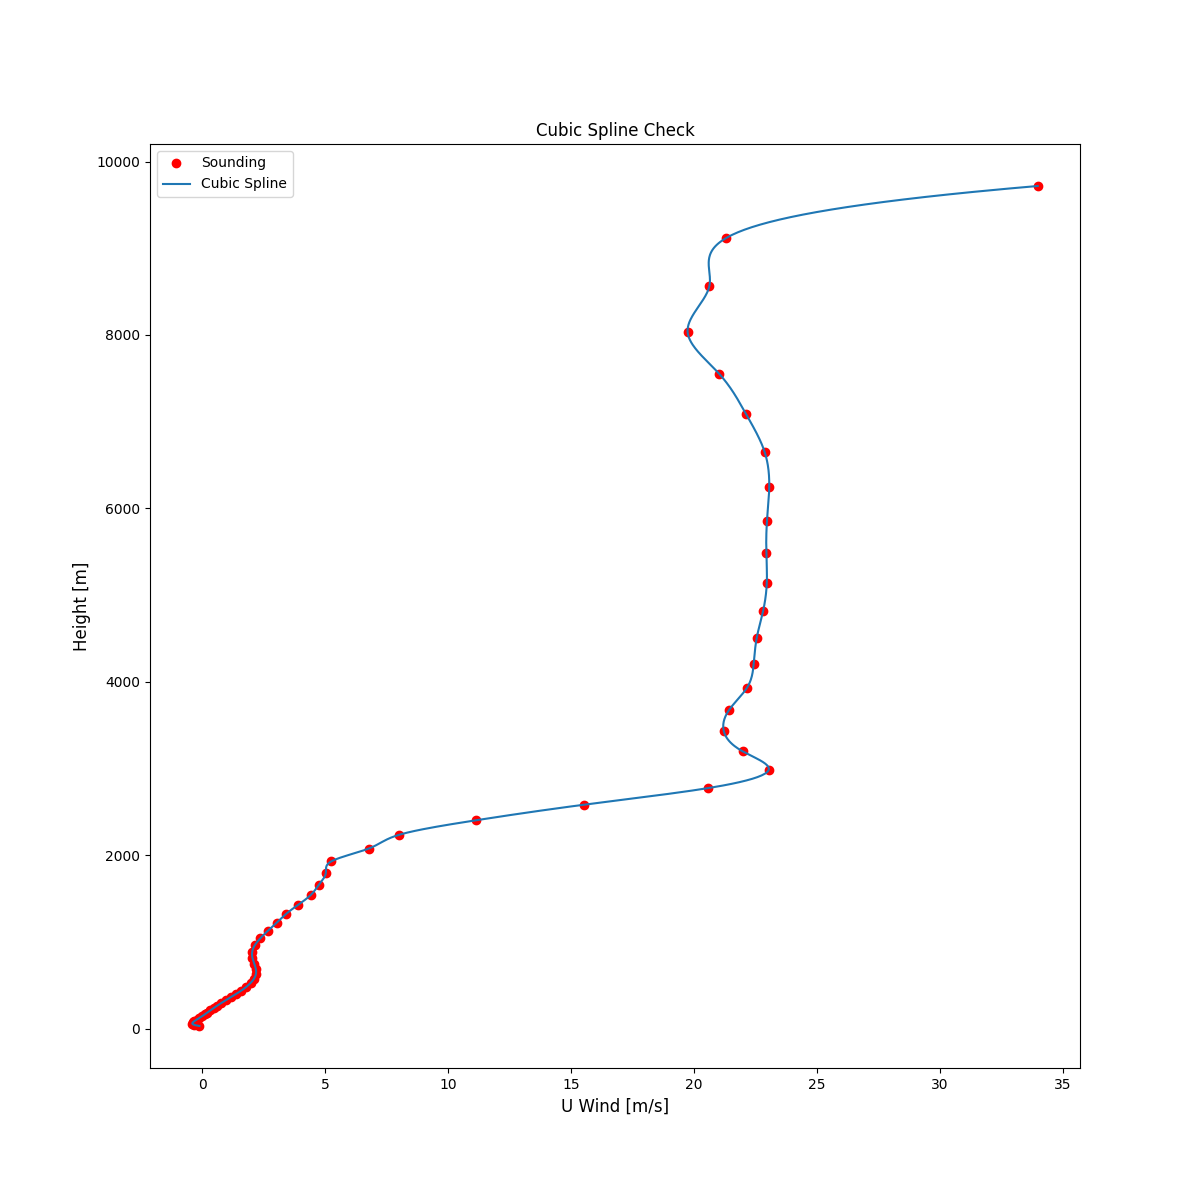 Cubic Spline Check
Sounding
Cubic Spline
10000
8000
6000
4000
2000
0
Height [m]
0 5 10 15 20 25 30 35
U Wind [m/s]